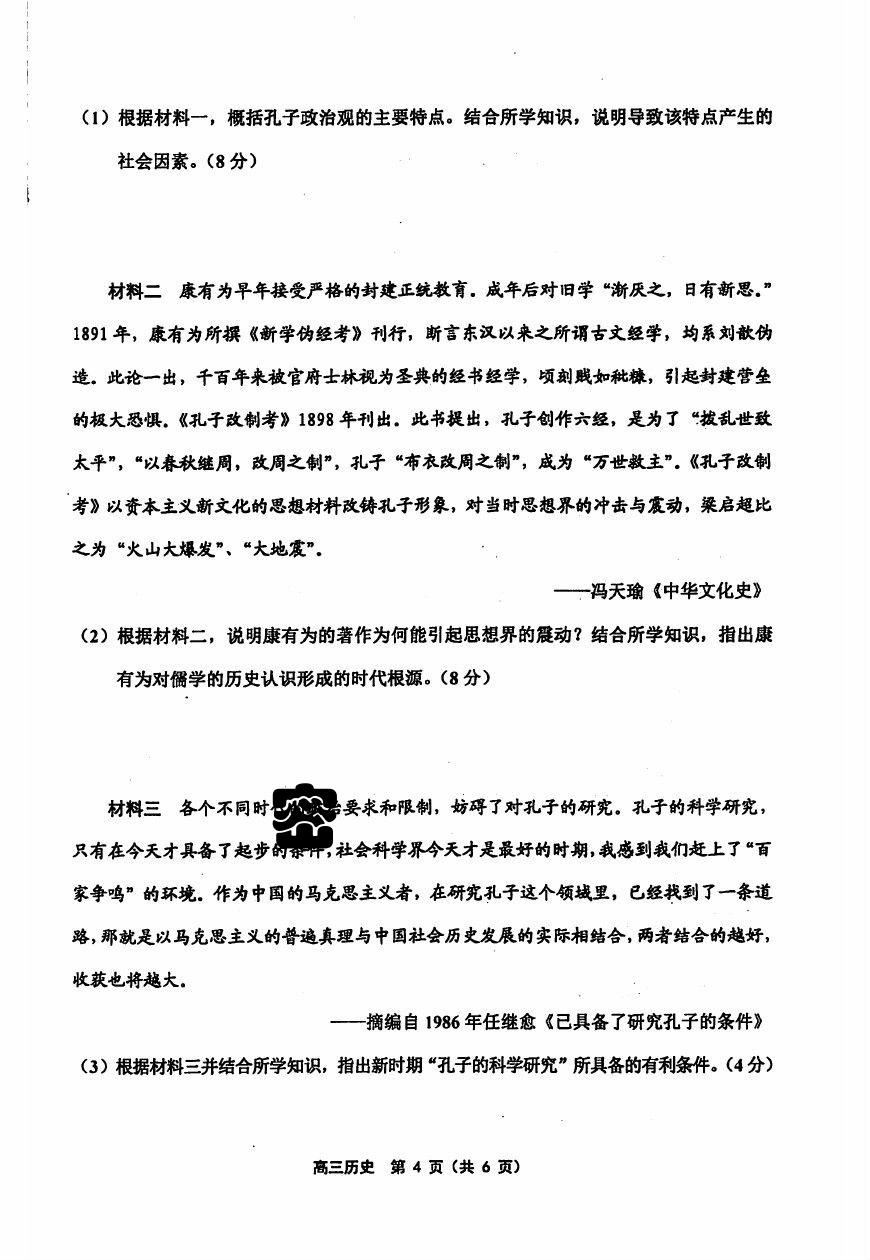 （1）根据材料一，概括孔子政治观的主要特点。结合所学知识，说明导致该特点产生的
社会因素。（8 分）
材料二 康有为早年接受严格的封建正统教育。成年后对旧学“渐厌之，日有新思。”
1891 年，康有为所撰《新学伪经考》刊行，断言东汉以来之所谓古文经学，均系刘歆伪
造。此论一出，千百年来被官府士林视为圣典的经书经学，顷刻贱如秕糠，引起封建营垒
的极大恐惧。《孔子改制考》1898 年刊出。此书提出，孔子创作六经，是为了“拨乱世致
太平”，“以春秋继周，改周之制”，孔子“布衣改周之制”，成为“万世教主”。《孔子改制
考》以资本主义新文化的思想材料改铸孔子形象，对当时思想界的冲击与震动，梁启超比
之为“火山大爆发”、“大地震”。
——冯天瑜《中华文化史》
（2）根据材料二，说明康有为的著作为何能引起思想界的震动？结合所学知识，指出康
有为对儒学的历史认识形成的时代根源。（8 分）
材料三 各个不同时 要求和限制，妨碍了对孔子的研究。孔子的科学研究，
只有在今天才具备了起步的条件，社会科学界今天才是最好的时期，我感到我们赶上了“百
家争鸣”的环境。作为中国的马克思主义者，在研究孔子这个领域里，已经找到了一条道
路，那就是以马克思主义的普遍真理与中国社会历史发展的实际相结合，两者结合的越好，
收获也将越大。
——摘编自 1986 年任继愈《已具备了研究孔子的条件》
（3）根据材料三并结合所学知识，指出新时期“孔子的科学研究”所具备的有利条件。（4 分）
高三历史 第 4 页（共 6 页）